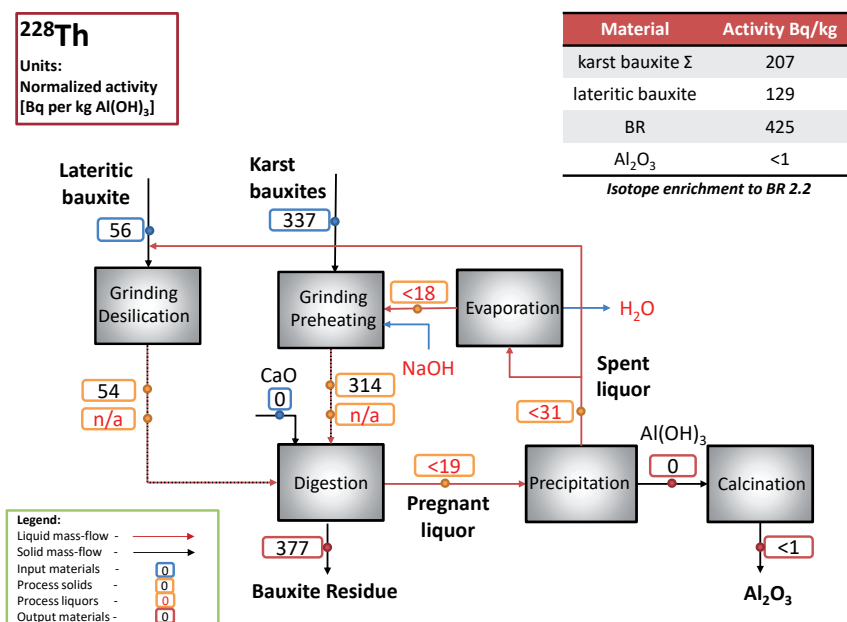 ²²⁸Th
Units:
Normalized activity
[Bq per kg Al(OH)₃]
Material Activity Bq/kg
karst bauxite Σ 207
lateritic bauxite 129
BR 425
Al₂O₃ <1
Isotope enrichment to BR 2.2
Lateritic
bauxite
Karst
bauxites
56
337
Grinding
Desilication
Grinding
Preheating
<18
Evaporation
H₂O
NaOH
Spent
liquor
54
n/a
CaO
0
314
n/a
<31
Al(OH)₃
Digestion
<19
Pregnant
liquor
Precipitation
0
Calcination
377
Bauxite Residue
<1
Al₂O₃
Legend:
Liquid mass-flow -
Solid mass-flow -
Input materials - 0
Process solids - 0
Process liquors - 0
Output materials - 0